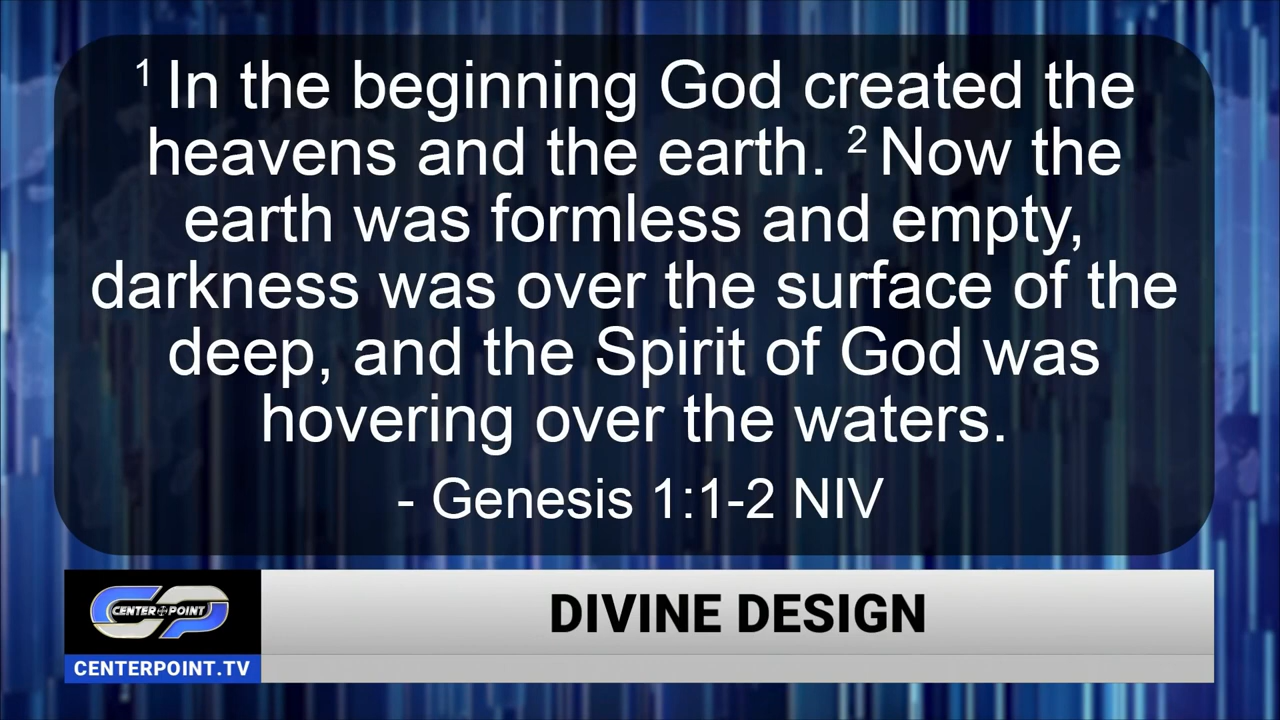 1 In the beginning God created the
heavens and the earth. 2 Now the
earth was formless and empty,
darkness was over the surface of the
deep, and the Spirit of God was
hovering over the waters.
- Genesis 1:1-2 NIV
CENTER POINT
DIVINE DESIGN
CENTERPOINT.TV